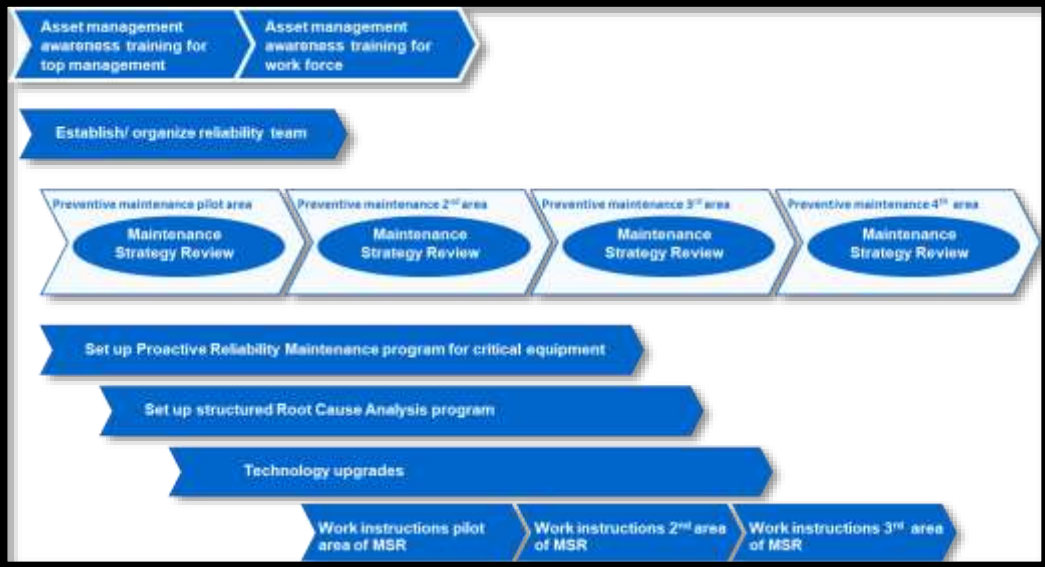 Asset management
awareness training for
top management
Asset management
awareness training for
work force
Establish/ organize reliability team
Preventive maintenance pilot area
Maintenance
Strategy Review
Preventive maintenance 2nd area
Maintenance
Strategy Review
Preventive maintenance 3rd area
Maintenance
Strategy Review
Preventive maintenance 4th area
Maintenance
Strategy Review
Set up Proactive Reliability Maintenance program for critical equipment
Set up structured Root Cause Analysis program
Technology upgrades
Work instructions pilot
area of MSR
Work instructions 2nd area
of MSR
Work instructions 3rd area
of MSR